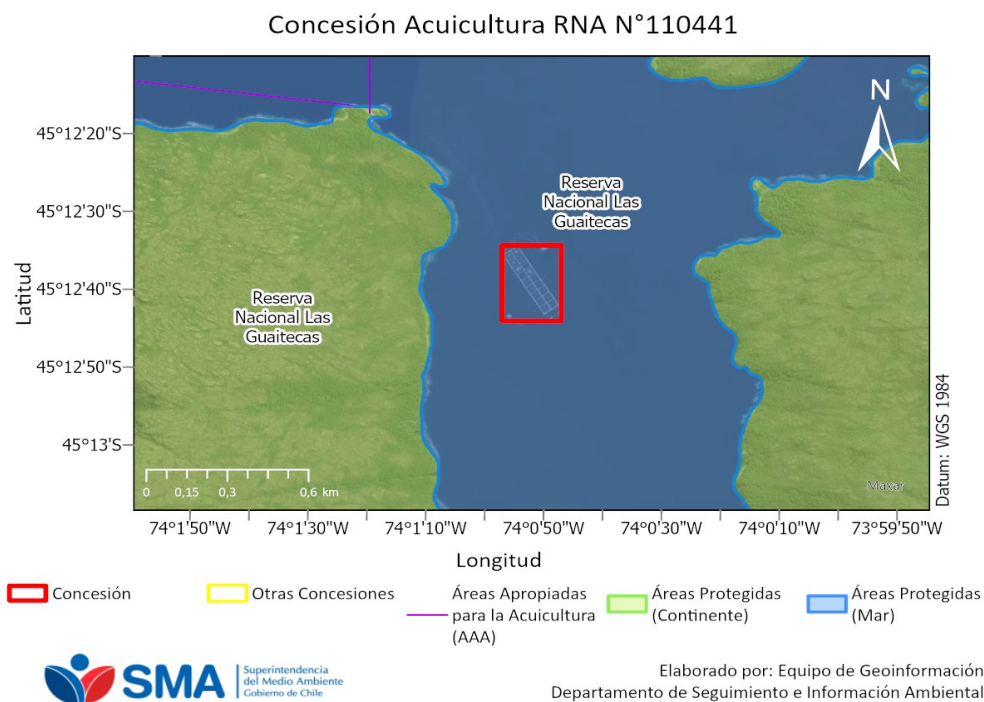 Concesión Acuicultura RNA N°110441
N
45°12'20"S
45°12'30"S
45°12'40"S
45°12'50"S
45°13'S
Latitud
Reserva
Nacional Las
Guaitecas
Reserva
Nacional Las
Guaitecas
0 0,15 0,3 0,6 km
Maxar
Datum: WGS 1984
74°1'50"W 74°1'30"W 74°1'10"W 74°0'50"W 74°0'30"W 74°0'10"W 73°59'50"W
Longitud
Concesión
Otras Concesiones
Áreas Apropiadas
para la Acuicultura
(AAA)
Áreas Protegidas
(Continente)
Áreas Protegidas
(Mar)
SMA
Superintendencia
del Medio Ambiente
Gobierno de Chile
Elaborado por: Equipo de Geoinformación
Departamento de Seguimiento e Información Ambiental